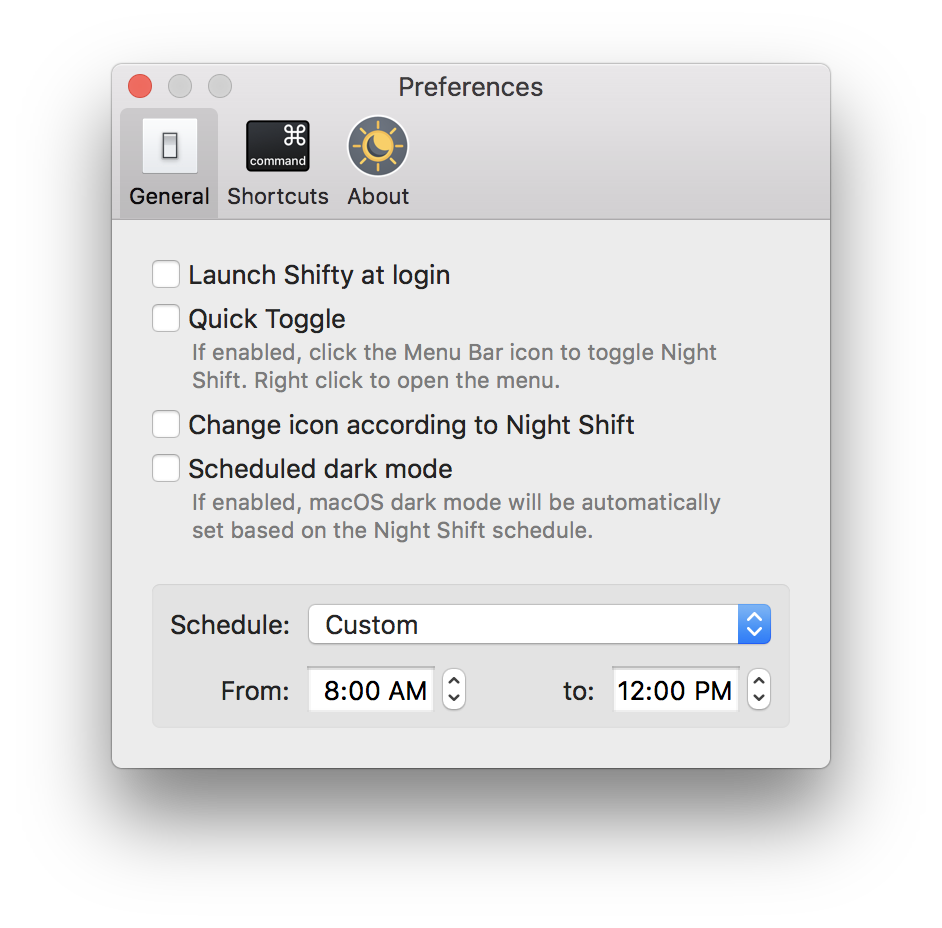 Preferences
⌘
command
General Shortcuts About
Launch Shifty at login
Quick Toggle
If enabled, click the Menu Bar icon to toggle Night
Shift. Right click to open the menu.
Change icon according to Night Shift
Scheduled dark mode
If enabled, macOS dark mode will be automatically
set based on the Night Shift schedule.
Schedule: Custom
From: 8:00 AM to: 12:00 PM